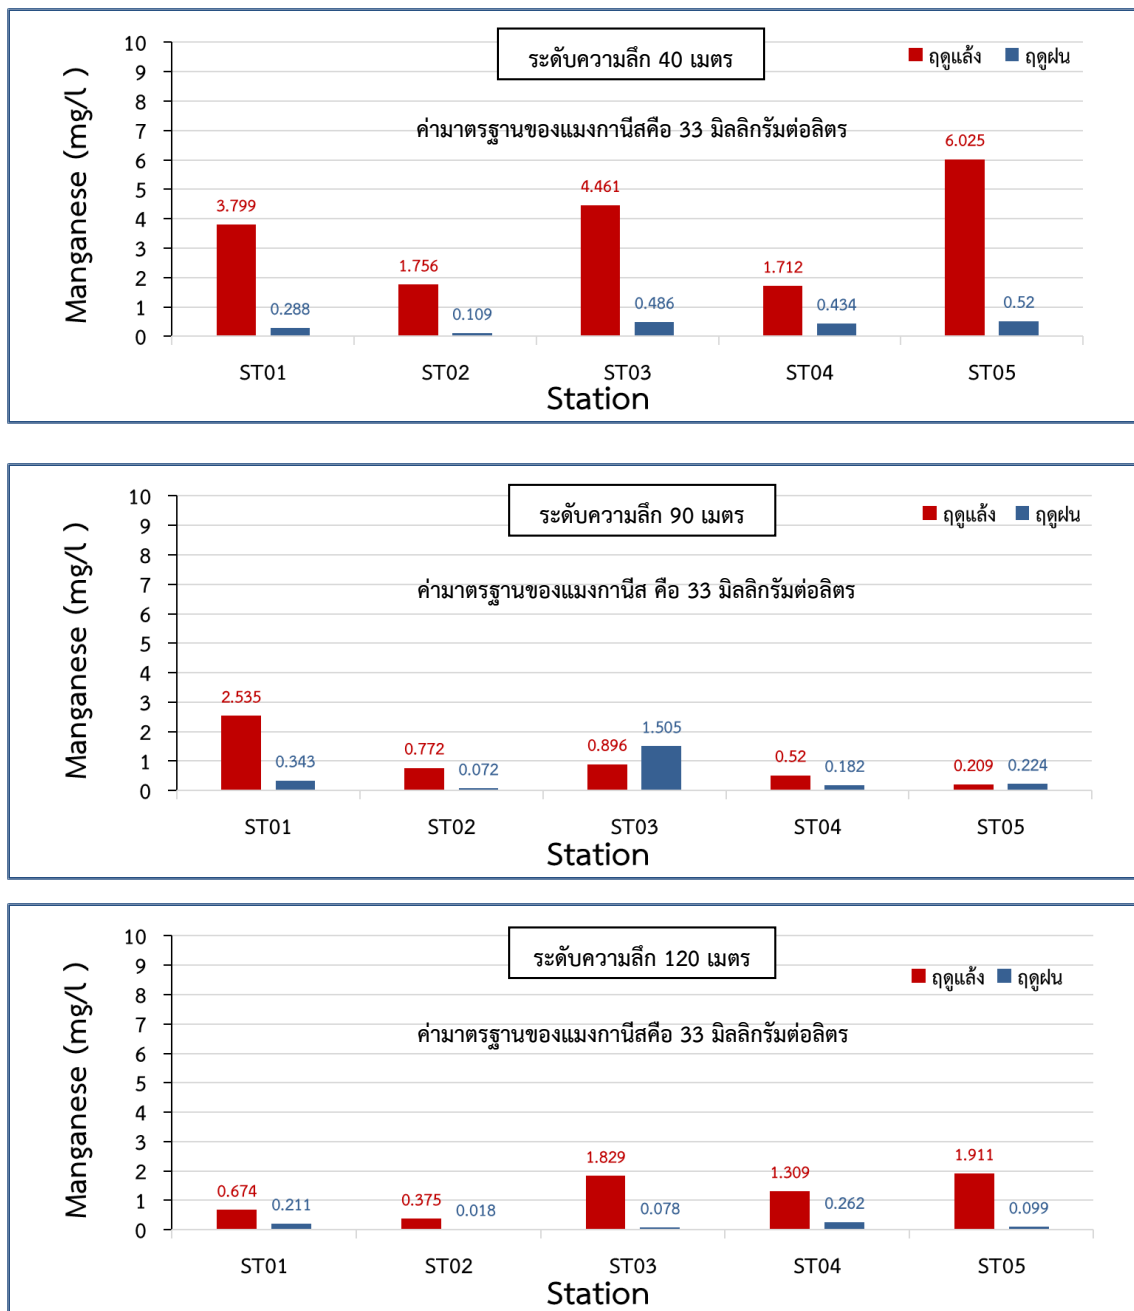 ระดับความลึก 40 เมตร
ฤดูแล้ง ฤดูฝน
ค่ามาตรฐานของแมงกานีสคือ 33 มิลลิกรัมต่อลิตร
Manganese (mg/l )
10
9
8
7
6
5
4
3
2
1
0
3.799 0.288 1.756 0.109 4.461 0.486 1.712 0.434 6.025 0.52
ST01 ST02 ST03 ST04 ST05
Station
ระดับความลึก 90 เมตร
ฤดูแล้ง ฤดูฝน
ค่ามาตรฐานของแมงกานีส คือ 33 มิลลิกรัมต่อลิตร
Manganese (mg/l )
10
9
8
7
6
5
4
3
2
1
0
2.535 0.343 0.772 0.072 0.896 1.505 0.52 0.182 0.209 0.224
ST01 ST02 ST03 ST04 ST05
Station
ระดับความลึก 120 เมตร
ฤดูแล้ง ฤดูฝน
ค่ามาตรฐานของแมงกานีสคือ 33 มิลลิกรัมต่อลิตร
Manganese (mg/l )
10
9
8
7
6
5
4
3
2
1
0
0.674 0.211 0.375 0.018 1.829 0.078 1.309 0.262 1.911 0.099
ST01 ST02 ST03 ST04 ST05
Station